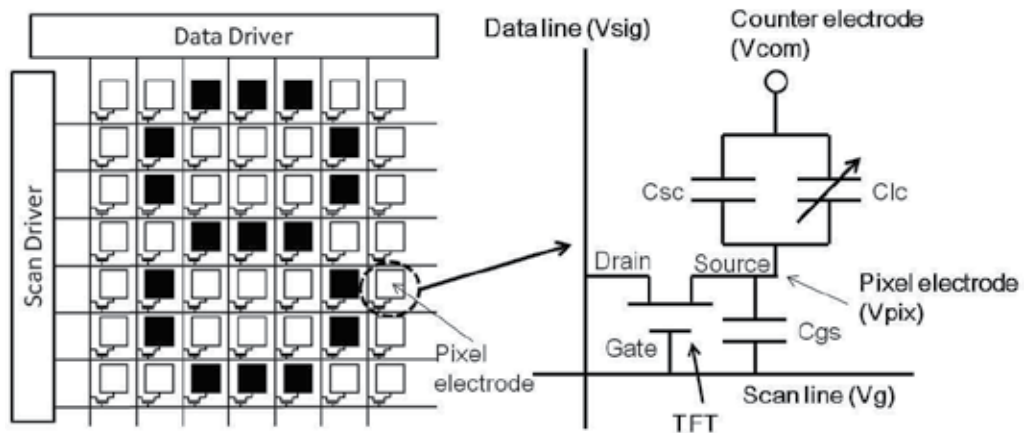 Data Driver
Scan Driver
Pixel
electrode
Data line (Vsig)
Counter electrode
(Vcom)
Csc
Clc
Drain
Source
Pixel electrode
(Vpix)
Cgs
Gate
Scan line (Vg)
TFT